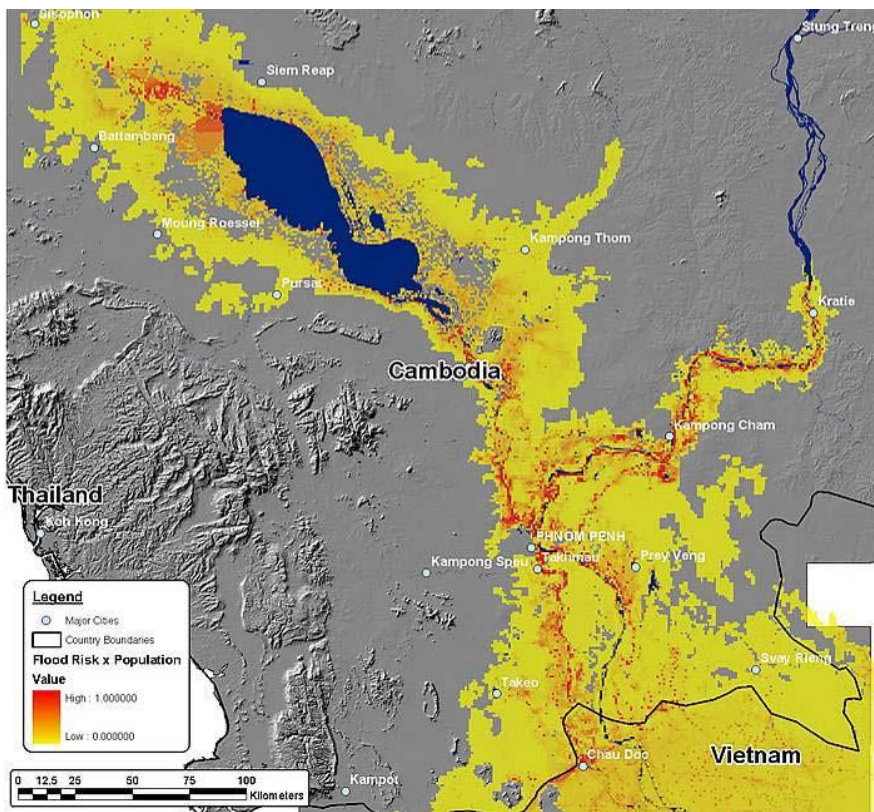 Sisophon
Stung Treng
Siem Reap
Battambang
Moung Roessei
Kampong Thom
Pursat
Kratie
Cambodia
Kampong Cham
Thailand
Koh Kong
PHNOM PENH
Kampong Speu
Takhmau
Prey Veng
Legend
Major Cities
Country Boundaries
Flood Risk x Population
Value
High : 1.000000
Low : 0.000000
Svay Rieng
Takeo
Chau Doc
Vietnam
Kampot
0 12.5 25 50 75 100
Kilometers